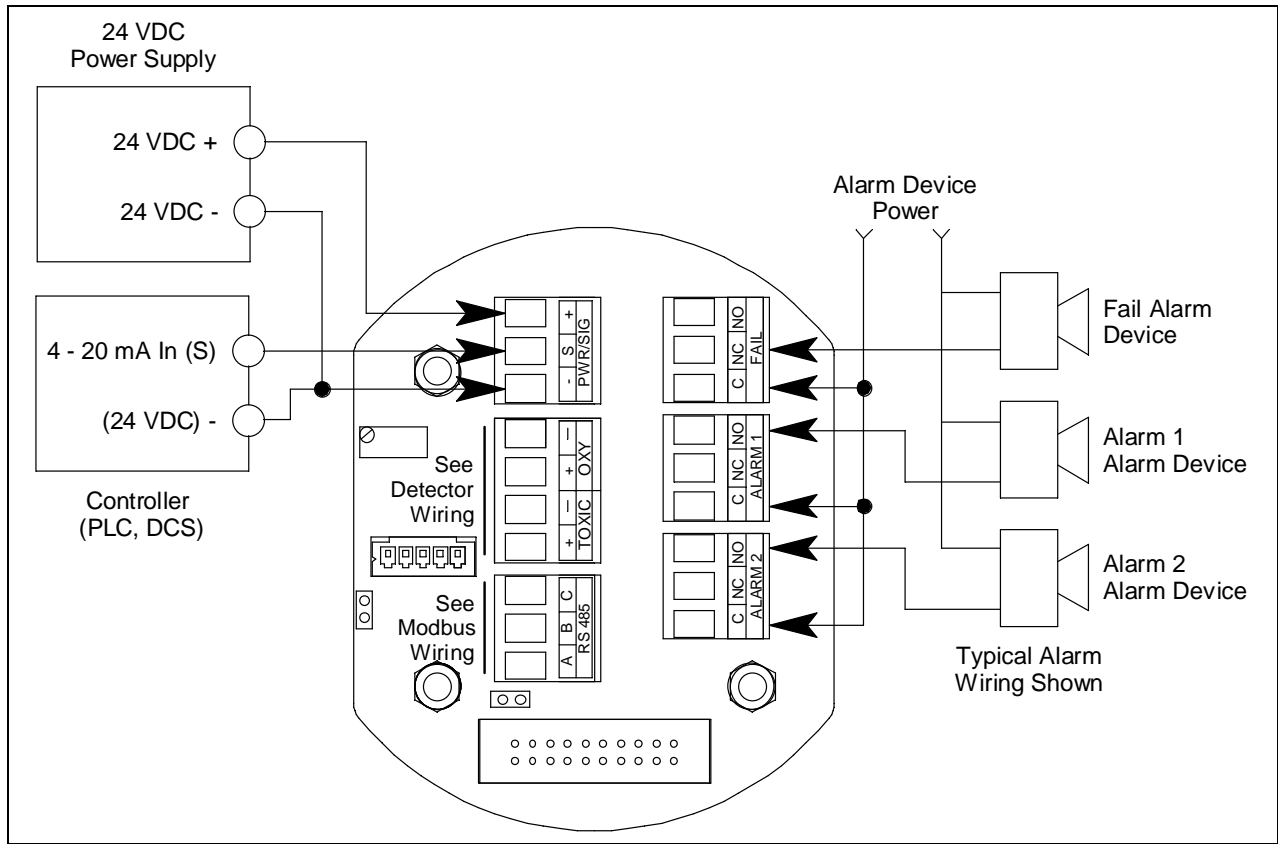 24 VDC
Power Supply
24 VDC +
24 VDC -
4 - 20 mA In (S)
(24 VDC) -
Controller
(PLC, DCS)
- S +
PWR/SIG
See
Detector
Wiring
+ – + –
TOXIC OXY
See
Modbus
Wiring
A B C
RS 485
C NC NO
FAIL
C NC NO
ALARM 1
C NC NO
ALARM 2
Alarm Device
Power
Fail Alarm
Device
Alarm 1
Alarm Device
Alarm 2
Alarm Device
Typical Alarm
Wiring Shown